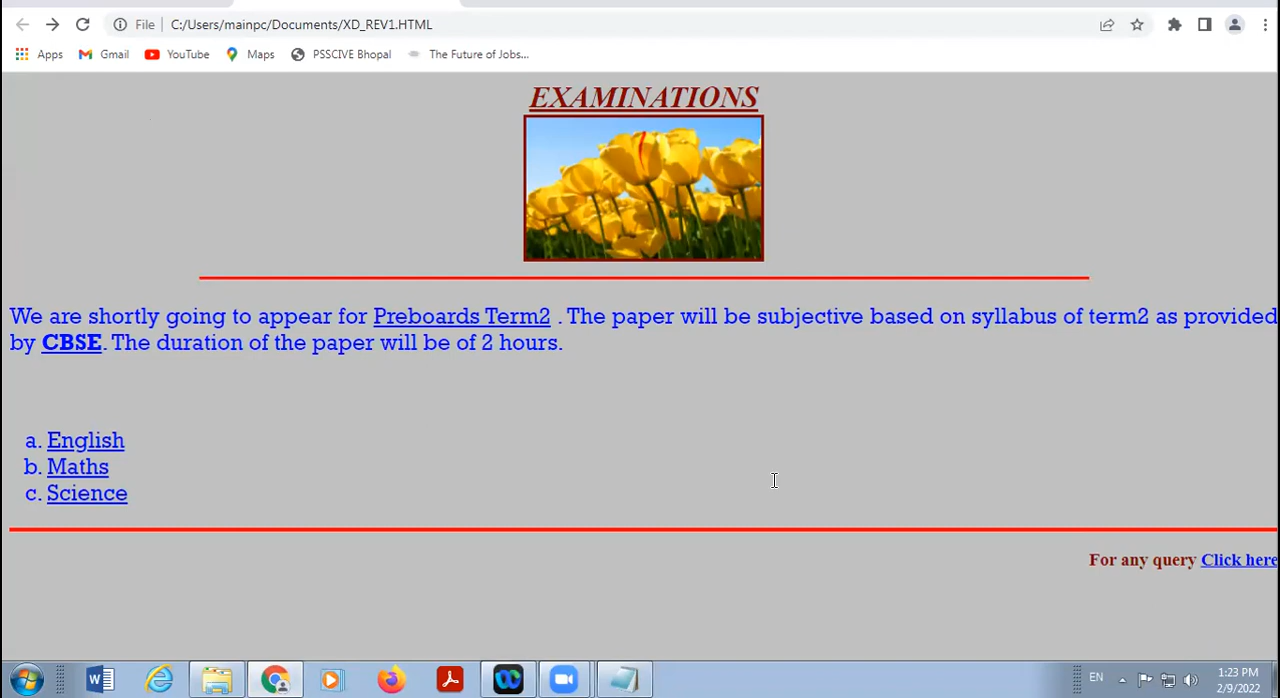 File C:/Users/mainpc/Documents/XD_REV1.HTML
Apps Gmail YouTube Maps PSSCIVE Bhopal The Future of Jobs...
EXAMINATIONS
We are shortly going to appear for Preboards Term2 . The paper will be subjective based on syllabus of term2 as provided
by CBSE. The duration of the paper will be of 2 hours.
a. English
b. Maths
c. Science
For any query Click here
EN 1:23 PM
2/9/2022